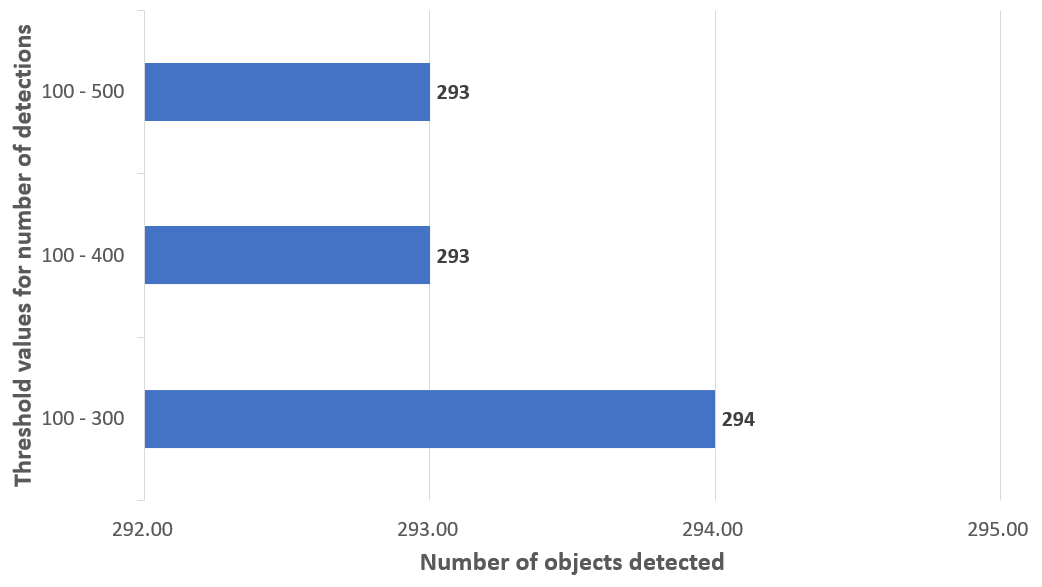 Threshold values for number of detections
100 - 500
293
100 - 400
293
100 - 300
294
292.00
293.00
294.00
295.00
Number of objects detected